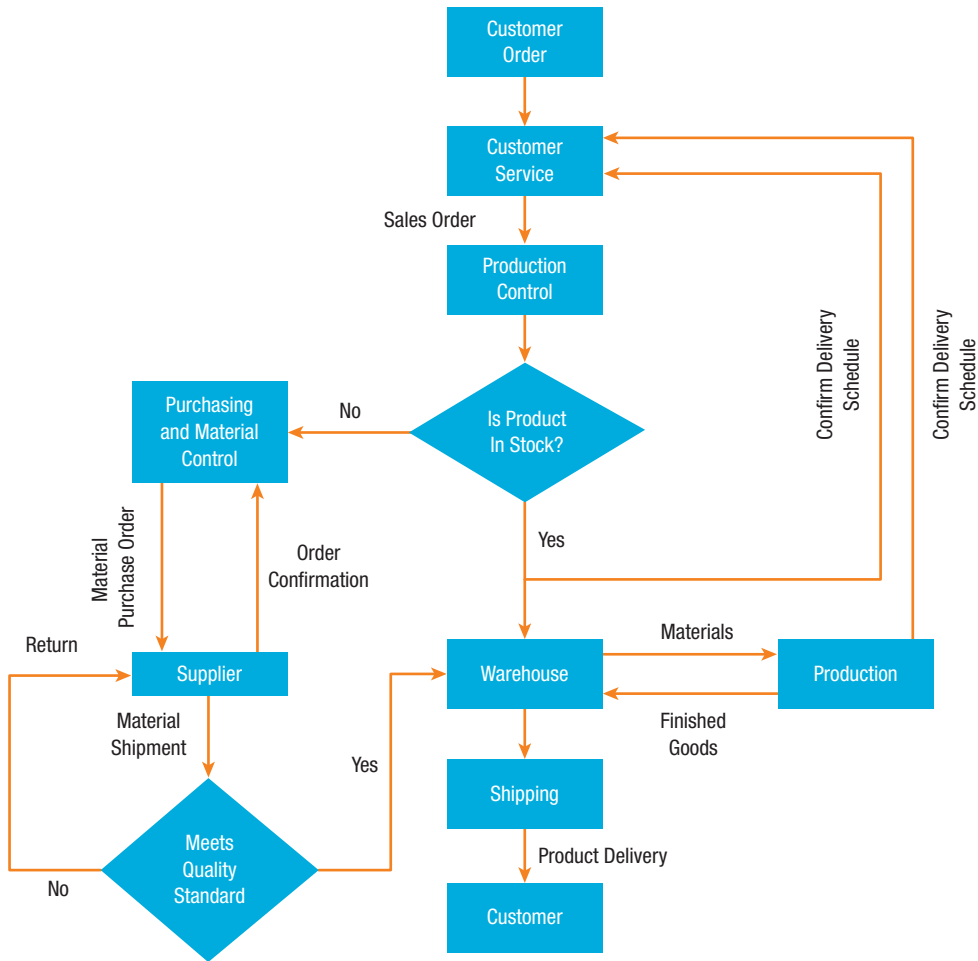 Customer
Order
Customer
Service
Sales Order
Production
Control
Confirm Delivery
Schedule
Confirm Delivery
Schedule
Purchasing
and Material
Control
No
Is Product
In Stock?
Material
Purchase Order
Order
Confirmation
Yes
Return
Supplier
Materials
Warehouse
Production
Material
Shipment
Finished
Goods
Yes
Shipping
Meets
Quality
Standard
No
Product Delivery
Customer